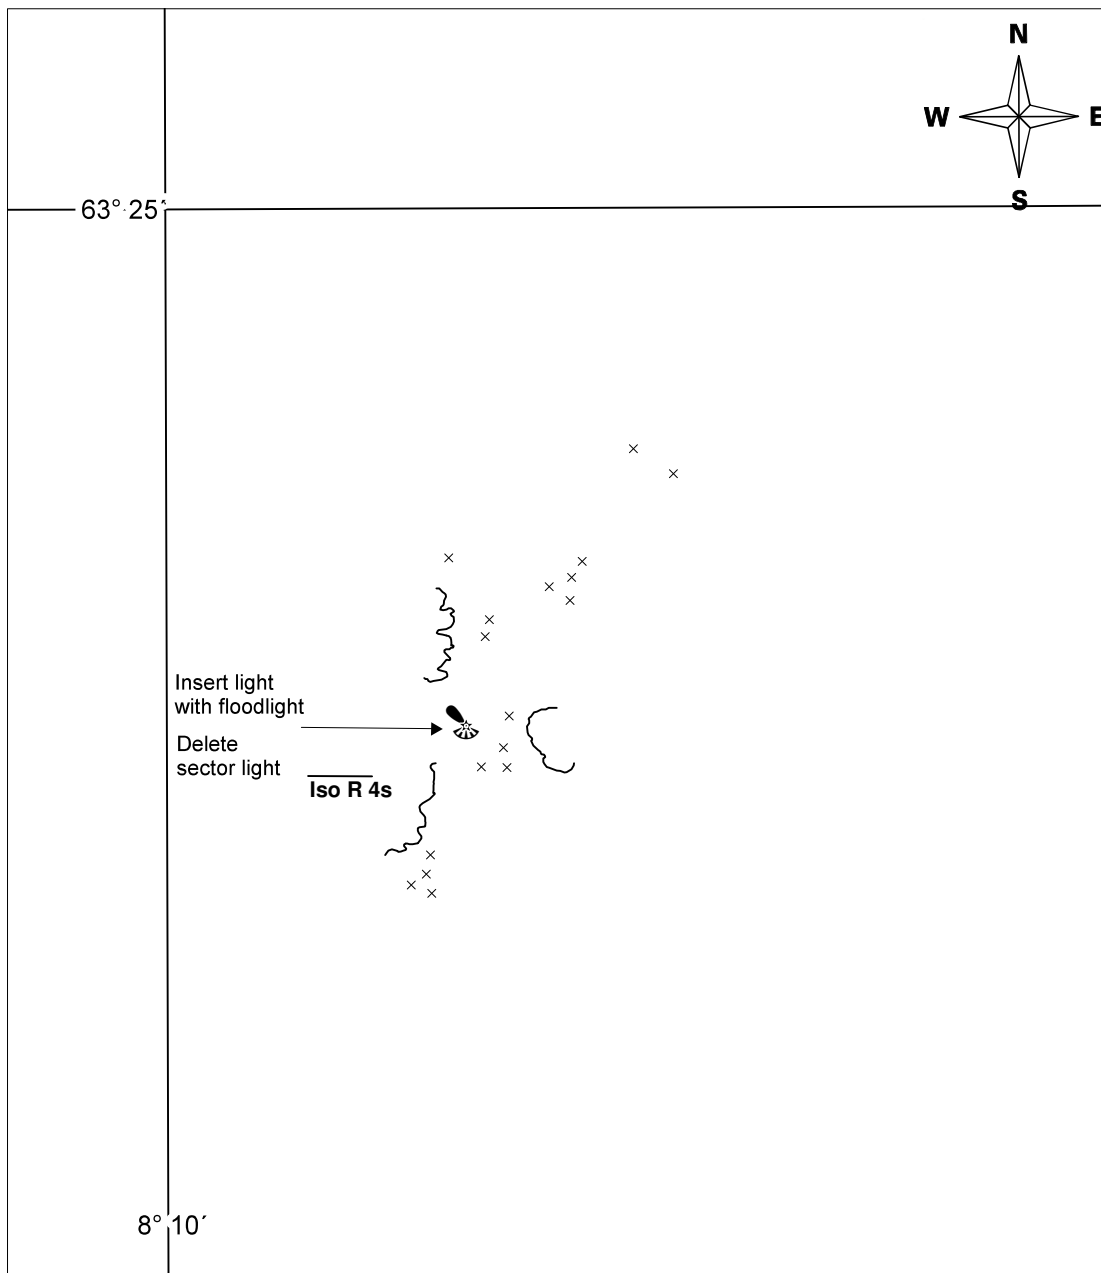 N
W E
S
63° 25´
Insert light
with floodlight
Delete
sector light
Iso R 4s
8° 10´